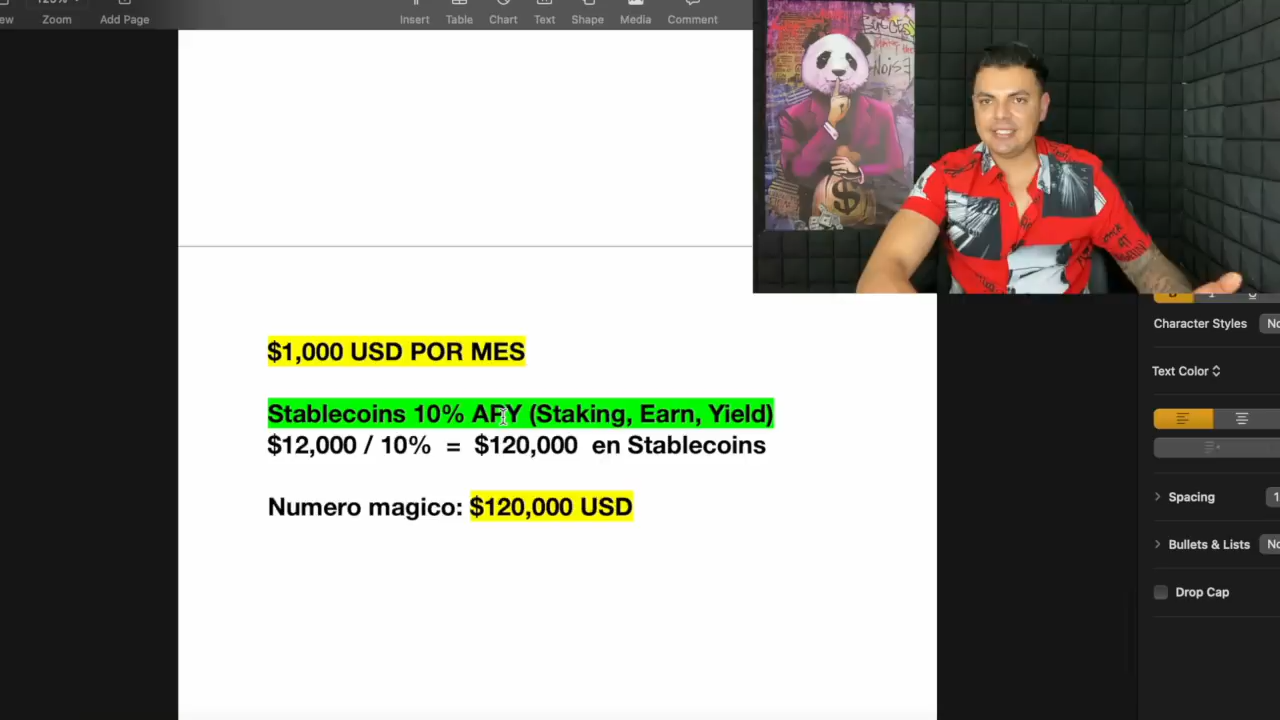 Zoom
Add Page
Insert
Table
Chart
Text
Shape
Media
Comment
NOISE
$
$1,000 USD POR MES
Stablecoins 10% APY (Staking, Earn, Yield)
$12,000 / 10% = $120,000 en Stablecoins
Numero magico: $120,000 USD
Character Styles
Text Color
Spacing
Bullets & Lists
Drop Cap